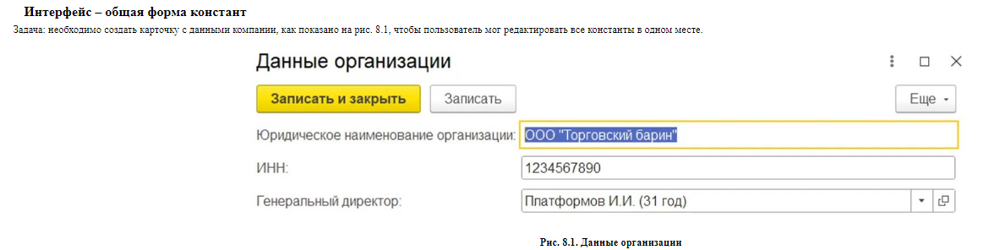 Интерфейс – общая форма констант
Задача: необходимо создать карточку с данными компании, как показано на рис. 8.1, чтобы пользователь мог редактировать все константы в одном месте.
Данные организации
Записать и закрыть Записать Еще
Юридическое наименование организации: ООО "Торговский барин"
ИНН: 1234567890
Генеральный директор: Платформов И.И. (31 год)
Рис. 8.1. Данные организации